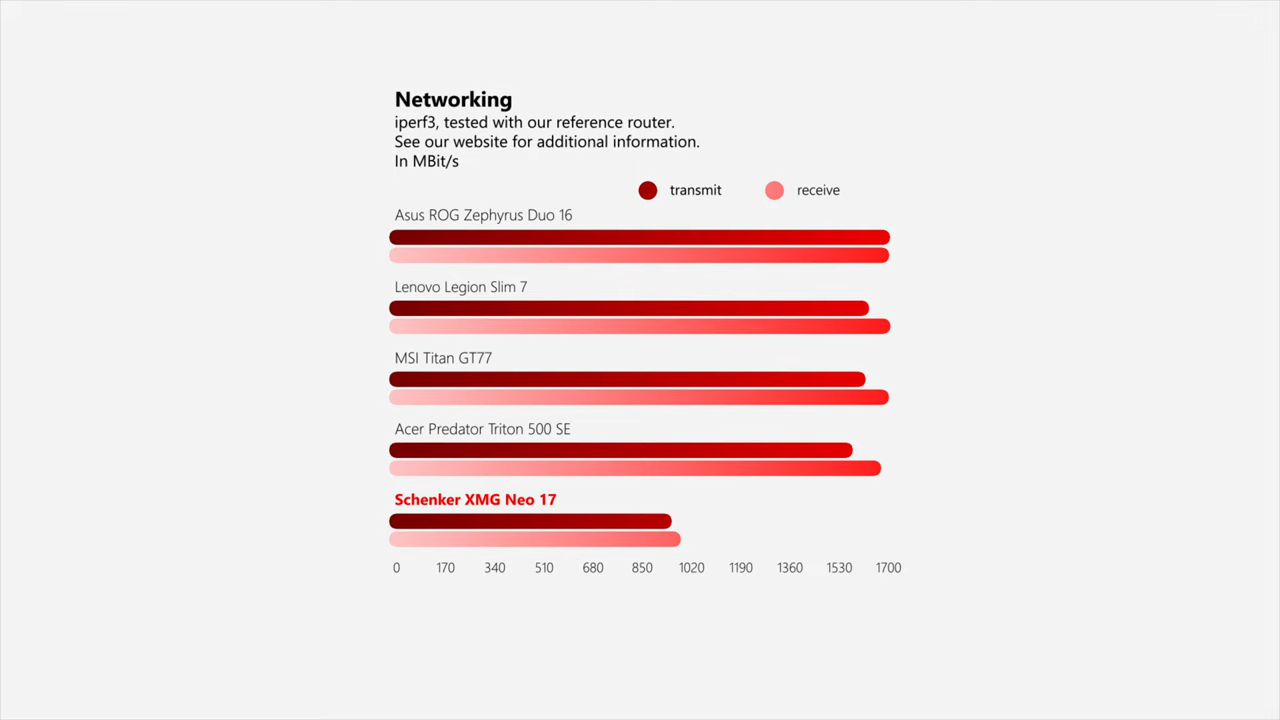 Networking
iperf3, tested with our reference router.
See our website for additional information.
In MBit/s
transmit receive
Asus ROG Zephyrus Duo 16
Lenovo Legion Slim 7
MSI Titan GT77
Acer Predator Triton 500 SE
Schenker XMG Neo 17
0 170 340 510 680 850 1020 1190 1360 1530 1700